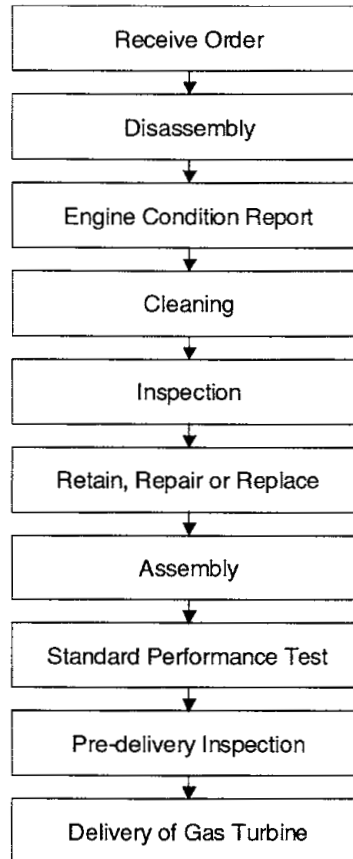 Receive Order
Disassembly
Engine Condition Report
Cleaning
Inspection
Retain, Repair or Replace
Assembly
Standard Performance Test
Pre-delivery Inspection
Delivery of Gas Turbine